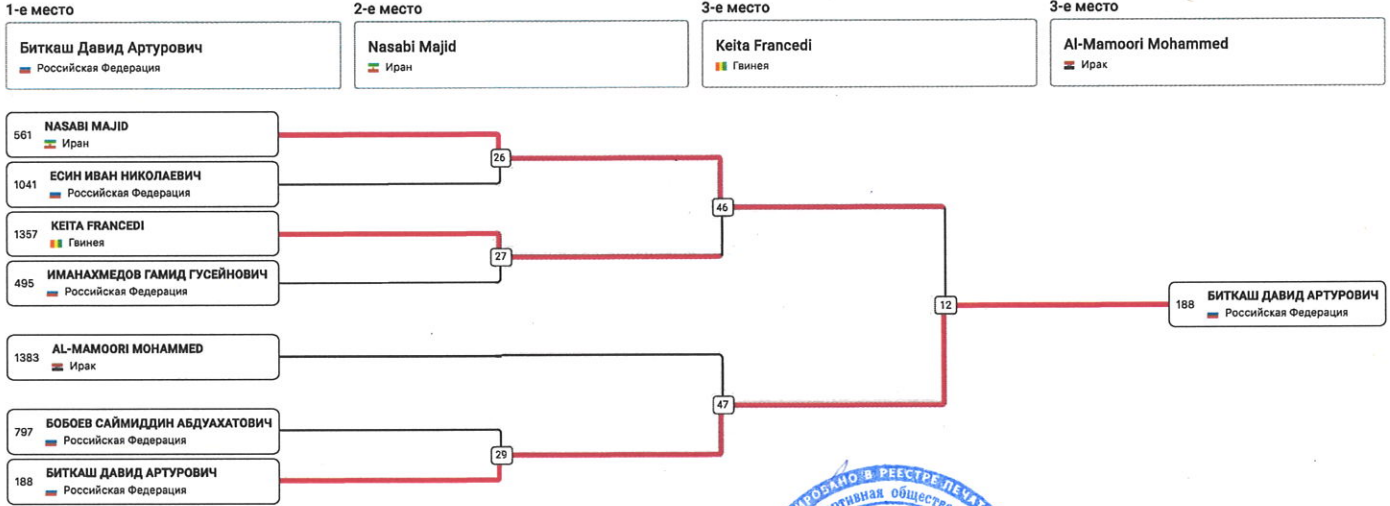 1-е место
2-е место
3-е место
3-е место
Биткаш Давид Артурович
Российская Федерация
Nasabi Majid
Иран
Keita Francedi
Гвинея
Al-Mamoori Mohammed
Ирак
561
NASABI MAJID
Иран
1041
ЕСИН ИВАН НИКОЛАЕВИЧ
Российская Федерация
26
1357
KEITA FRANCEDI
Гвинея
495
ИМАНАХМЕДОВ ГАМИД ГУСЕЙНОВИЧ
Российская Федерация
27
46
1383
AL-MAMOORI MOHAMMED
Ирак
797
БОБОЕВ САЙМИДДИН АБДУАХАТОВИЧ
Российская Федерация
188
БИТКАШ ДАВИД АРТУРОВИЧ
Российская Федерация
29
47
12
188
БИТКАШ ДАВИД АРТУРОВИЧ
Российская Федерация
В РЕЕСТРЕ